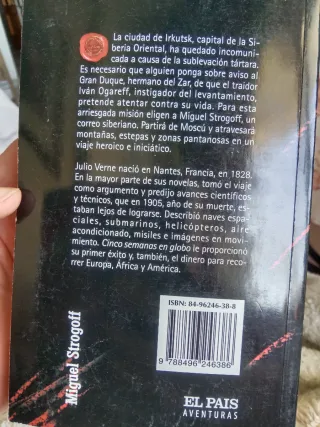 La ciudad de Irkutsk, capital de la Si-
bería Oriental, ha quedado incomuni-
cada a causa de la sublevación tártara.
Es necesario que alguien ponga sobre aviso al
Gran Duque, hermano del Zar, de que el traidor
Iván Ogareff, instigador del levantamiento,
pretende atentar contra su vida. Para esta
arriesgada misión eligen a Miguel Strogoff, un
correo siberiano. Partirá de Moscú y atravesará
montañas, estepas y zonas pantanosas en un
viaje heroico e iniciático.
Julio Verne nació en Nantes, Francia, en 1828.
En la mayor parte de sus novelas, tomó el viaje
como argumento y predijo avances científicos
y técnicos, que en 1905, año de su muerte, es-
taban lejos de lograrse. Describió naves espa-
ciales, submarinos, helicópteros, aire
acondicionado, misiles e imágenes en movi-
miento. Cinco semanas en globo le proporcionó
su primer éxito y, también, el dinero para reco-
rrer Europa, África y América.
ISBN: 84-96246-38-8
9 788496 246386
Miguel Strogoff
EL PAIS
AVENTURAS